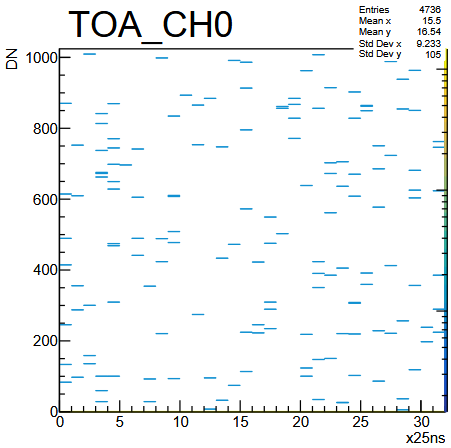 TOA_CH0
Entries 4736
Mean x 15.5
Mean y 16.54
Std Dev x 9.233
Std Dev y 105
DN
1000
800
600
400
200
0
0 5 10 15 20 25 30
x25ns